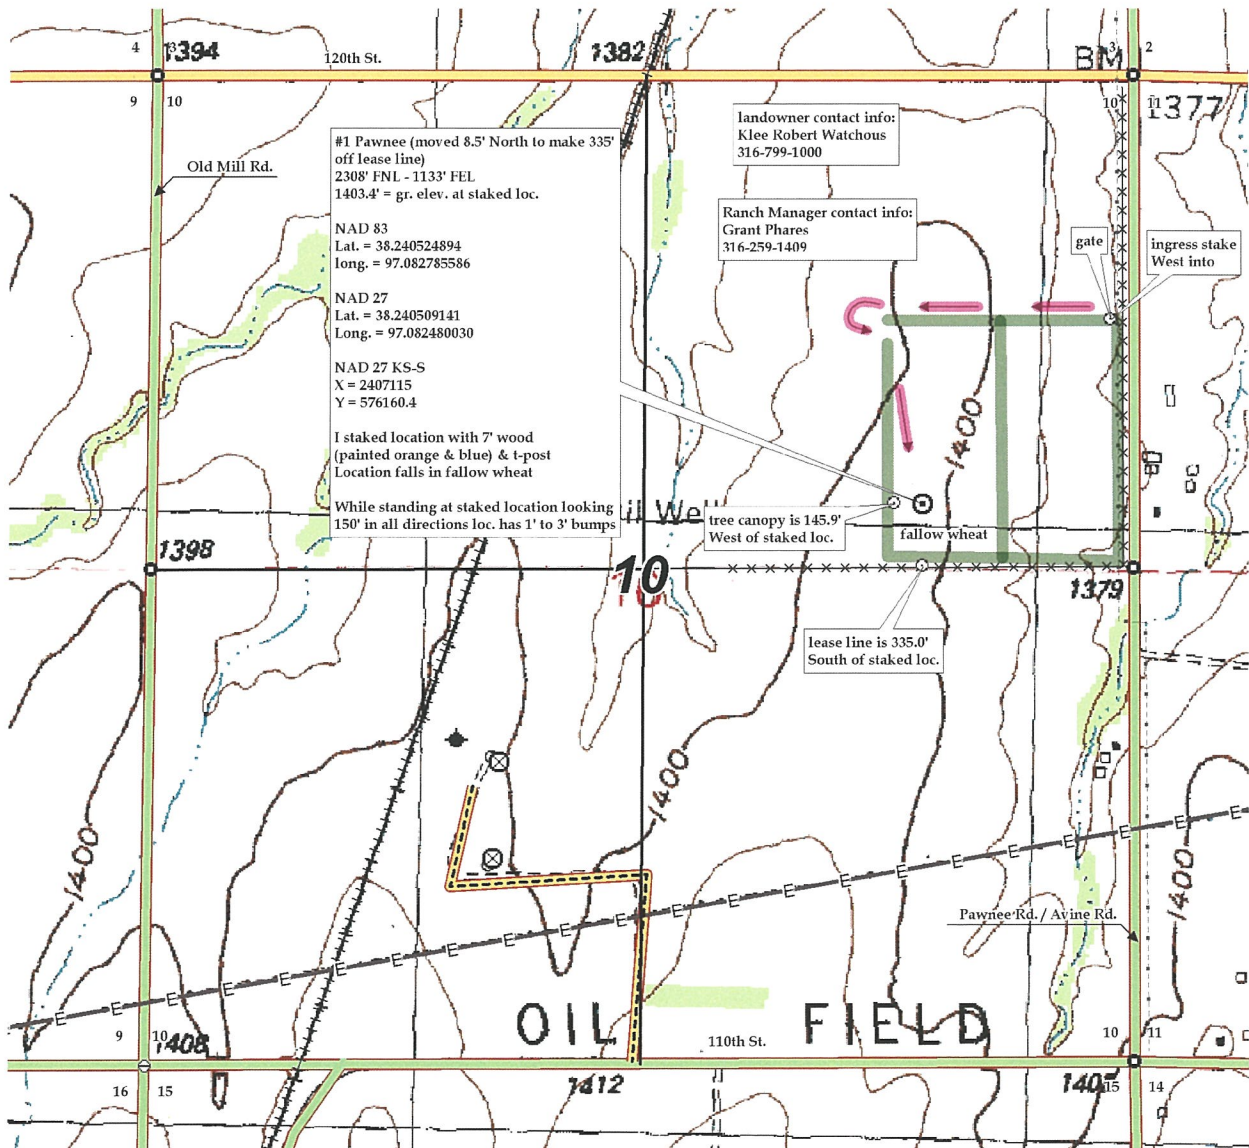 4 3
1394
120th St.
1382
BM
3 2
9 10
10 11
1377
#1 Pawnee (moved 8.5' North to make 335'
off lease line)
2308' FNL - 1133' FEL
1403.4' = gr. elev. at staked loc.
NAD 83
Lat. = 38.240524894
long. = 97.082785586
NAD 27
Lat. = 38.240509141
Long. = 97.082480030
NAD 27 KS-S
X = 2407115
Y = 576160.4
I staked location with 7' wood
(painted orange & blue) & t-post
Location falls in fallow wheat
While standing at staked location looking
150' in all directions loc. has 1' to 3' bumps
landowner contact info:
Klee Robert Watchous
316-799-1000
Old Mill Rd.
Ranch Manager contact info:
Grant Phares
316-259-1409
gate
ingress stake
West into
1400
il Well
tree canopy is 145.9'
West of staked loc.
fallow wheat
1398
10
10
1379
lease line is 335.0'
South of staked loc.
1400
1400
1400
Pawnee Rd. / Avine Rd.
E E E E E E E E E E E E E E E E E E E E E E
OIL FIELD
9 10
1408
110th St.
10 11
16 15
1412
1407
15 14